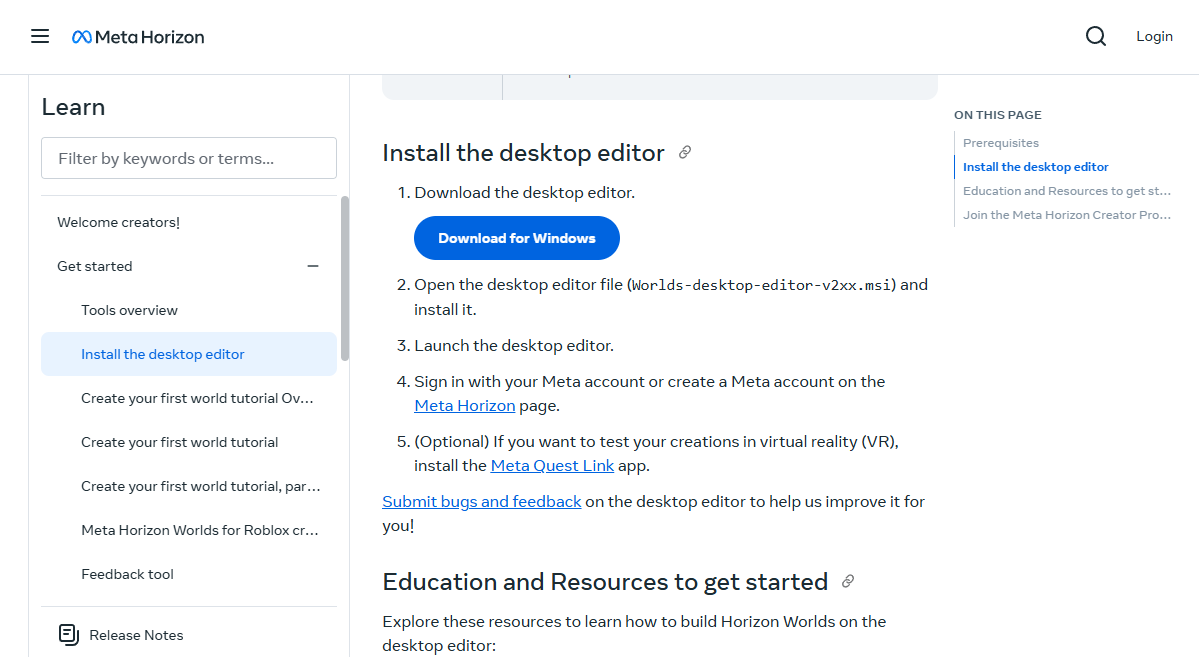 Meta Horizon
Login
Learn
Filter by keywords or terms...
Welcome creators!
Get started
Tools overview
Install the desktop editor
Create your first world tutorial Ov...
Create your first world tutorial
Create your first world tutorial, par...
Meta Horizon Worlds for Roblox cr...
Feedback tool
Release Notes
Install the desktop editor
1. Download the desktop editor.
Download for Windows
2. Open the desktop editor file (Worlds-desktop-editor-v2xx.msi) and
install it.
3. Launch the desktop editor.
4. Sign in with your Meta account or create a Meta account on the
Meta Horizon page.
5. (Optional) If you want to test your creations in virtual reality (VR),
install the Meta Quest Link app.
Submit bugs and feedback on the desktop editor to help us improve it for
you!
Education and Resources to get started
Explore these resources to learn how to build Horizon Worlds on the
desktop editor:
ON THIS PAGE
Prerequisites
Install the desktop editor
Education and Resources to get st...
Join the Meta Horizon Creator Pro...